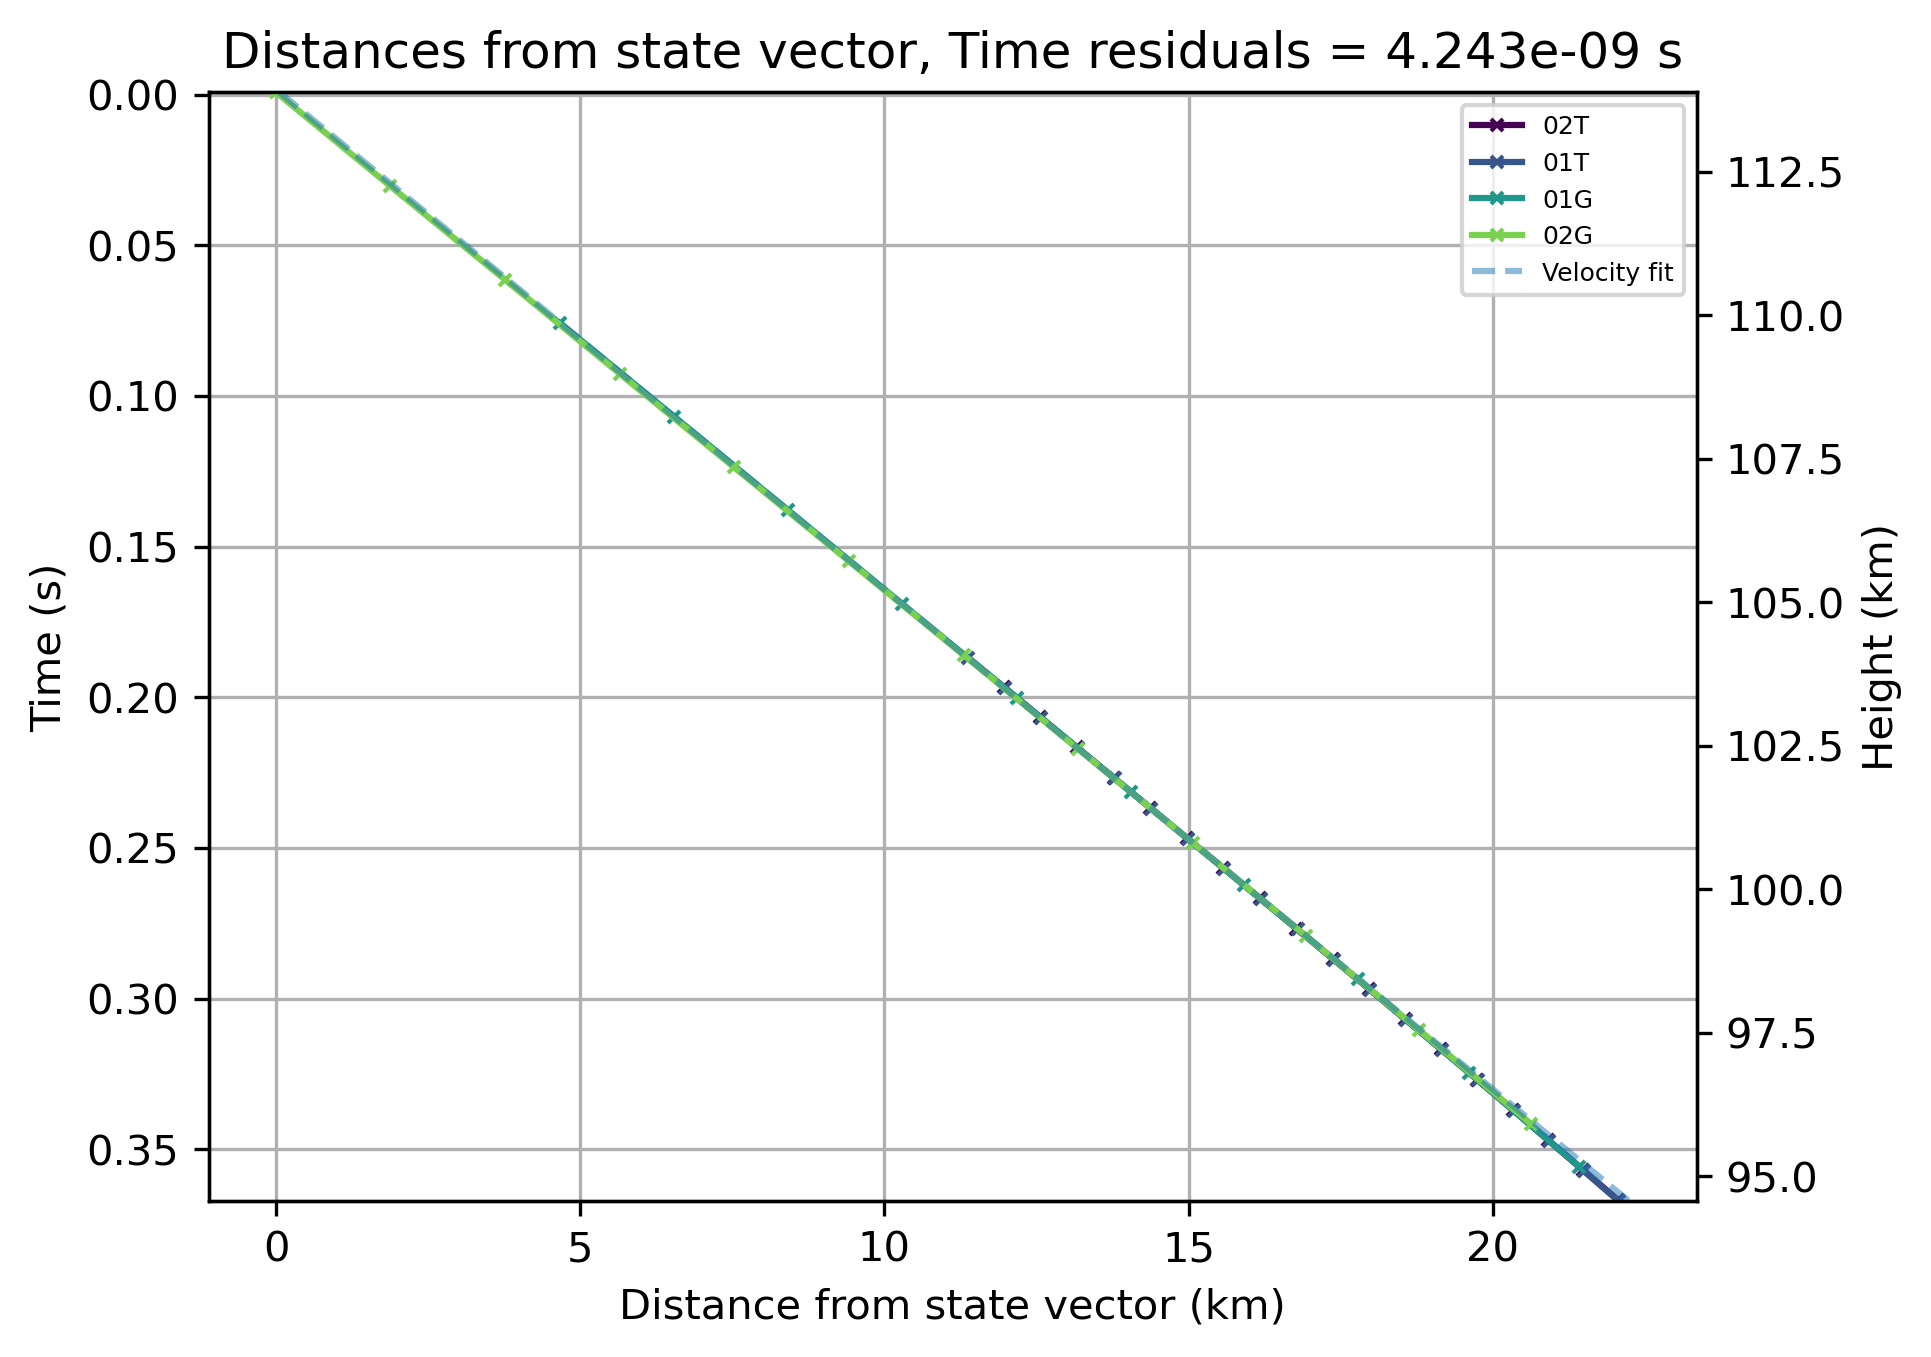 Distances from state vector, Time residuals = 4.243e-09 s
0.00
0.05
0.10
0.15
0.20
0.25
0.30
0.35
Time (s)
02T
01T
01G
02G
Velocity fit
112.5
110.0
107.5
105.0
102.5
100.0
97.5
95.0
Height (km)
0
5
10
15
20
Distance from state vector (km)